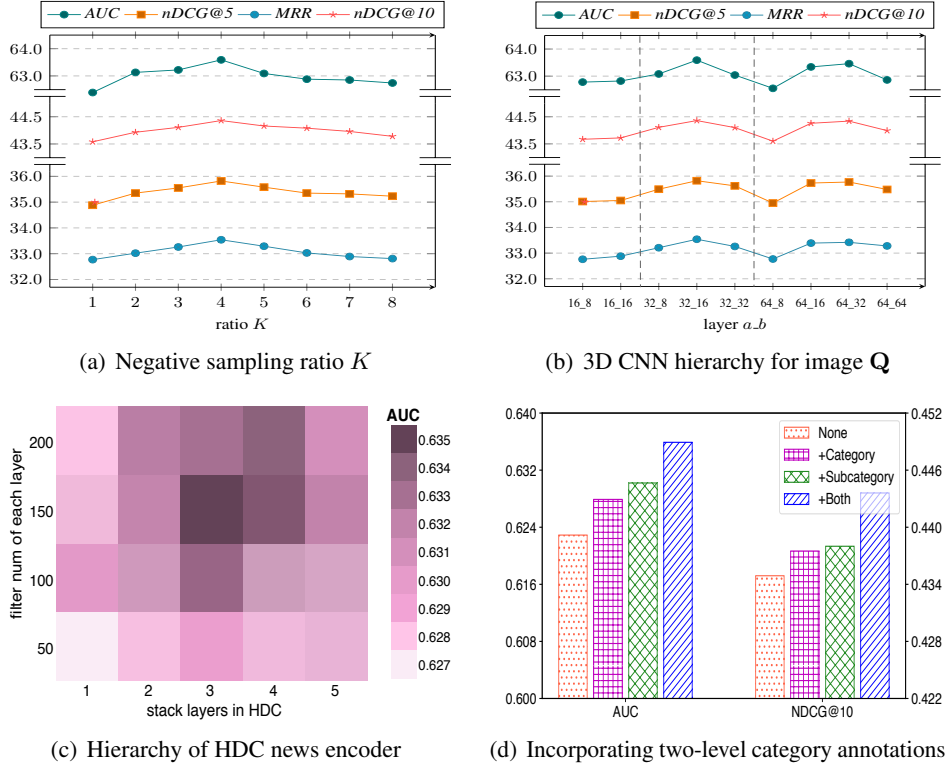 AUC nDCG@5 MRR nDCG@10
64.0
63.0
44.5
43.5
36.0
35.0
33.0
32.0
1 2 3 4 5 6 7 8
ratio K
(a) Negative sampling ratio K
AUC nDCG@5 MRR nDCG@10
64.0
63.0
44.5
43.5
36.0
35.0
33.0
32.0
16_8 16_16 32_8 32_16 32_32 64_8 64_16 64_32 64_64
layer a_b
(b) 3D CNN hierarchy for image Q
filter num of each layer
200
150
100
50
1 2 3 4 5
stack layers in HDC
AUC
0.635
0.634
0.633
0.632
0.631
0.630
0.629
0.628
0.627
(c) Hierarchy of HDC news encoder
0.640
0.632
0.624
0.616
0.608
0.600
None
+Category
+Subcategory
+Both
0.452
0.446
0.440
0.434
0.428
0.422
AUC NDCG@10
(d) Incorporating two-level category annotations